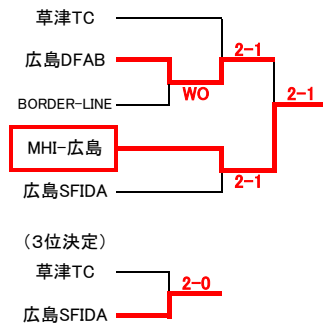 草津TC
広島DFAB
2-1
WO
2-1
BORDER-LINE
MHI-広島
2-1
広島SFIDA
（３位決定）
草津TC
2-0
広島SFIDA